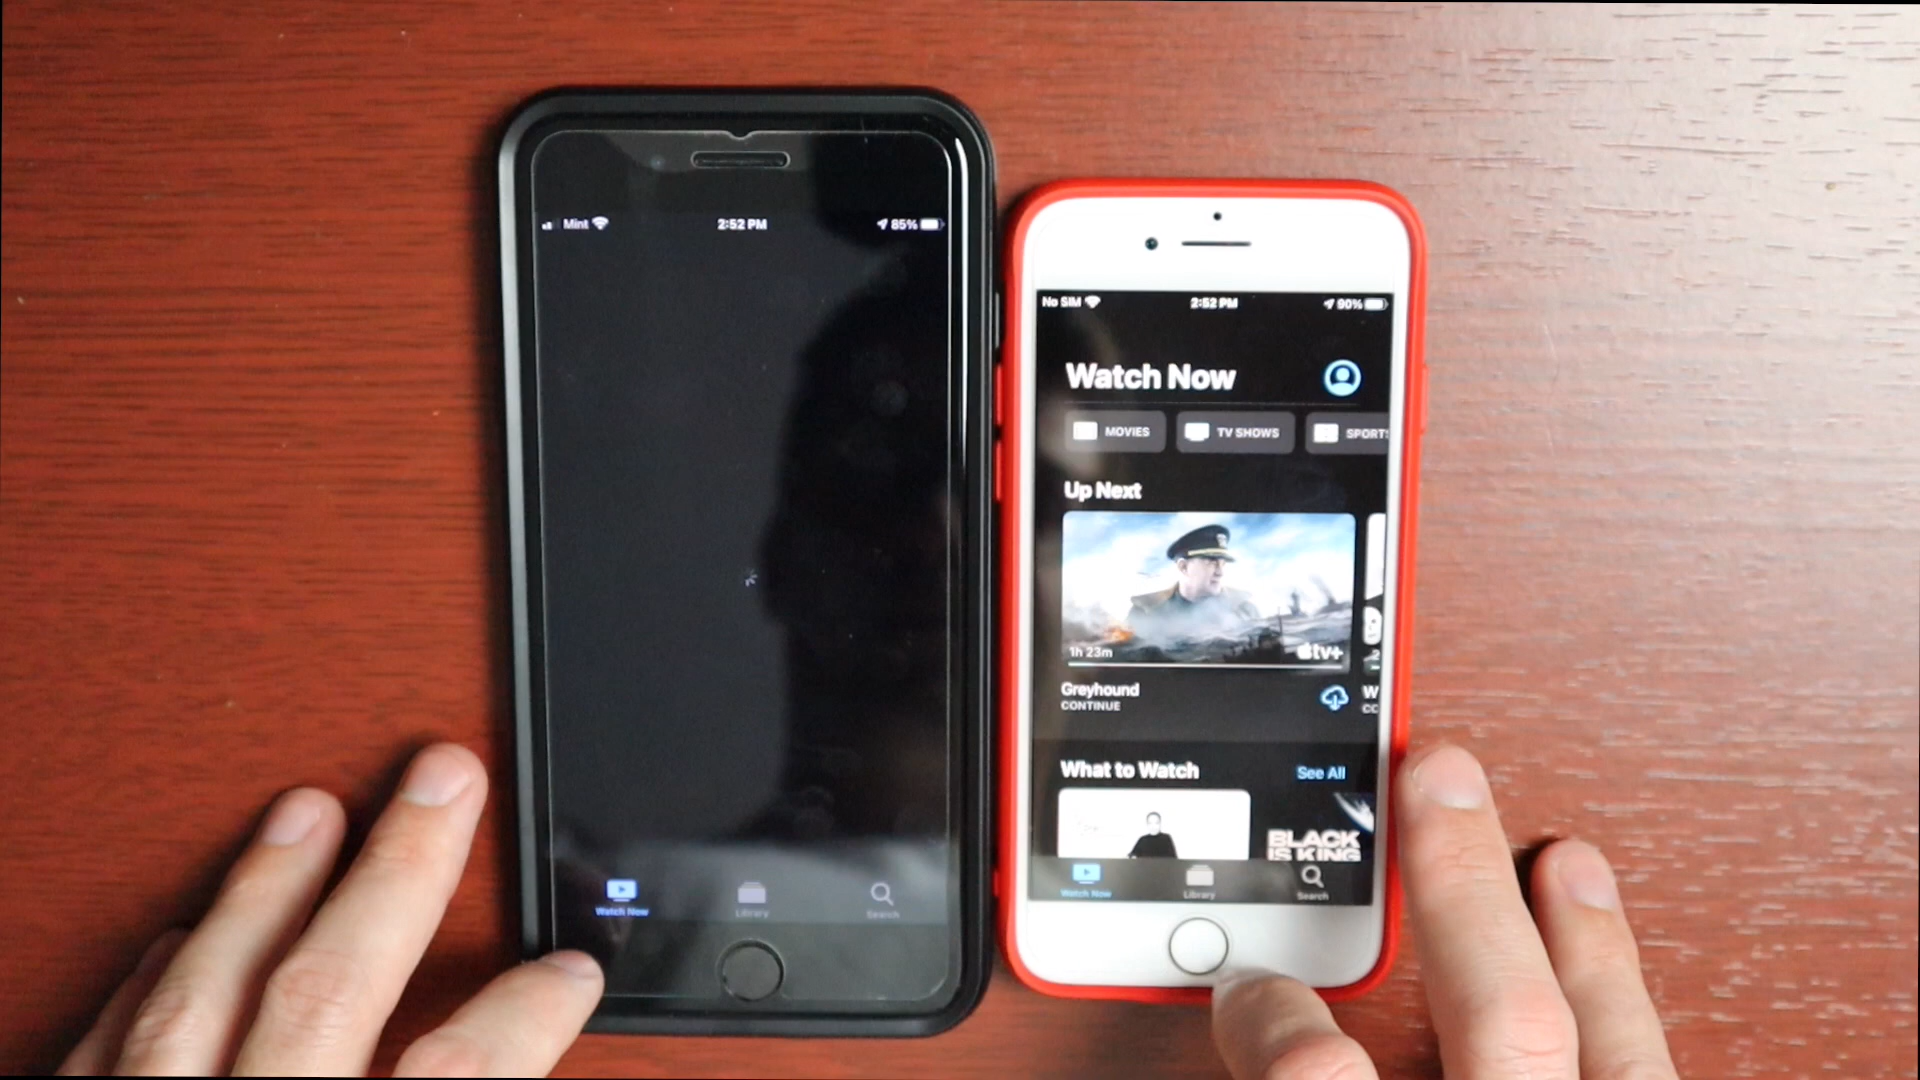 Mint 2:52 PM 85%
Watch Now Library Search
No SIM 2:52 PM 90%
Watch Now
MOVIES TV SHOWS SPORTS
Up Next
1h 23m tv+
Greyhound
CONTINUE
What to Watch See All
BLACK
IS KING
Watch Now Library Search